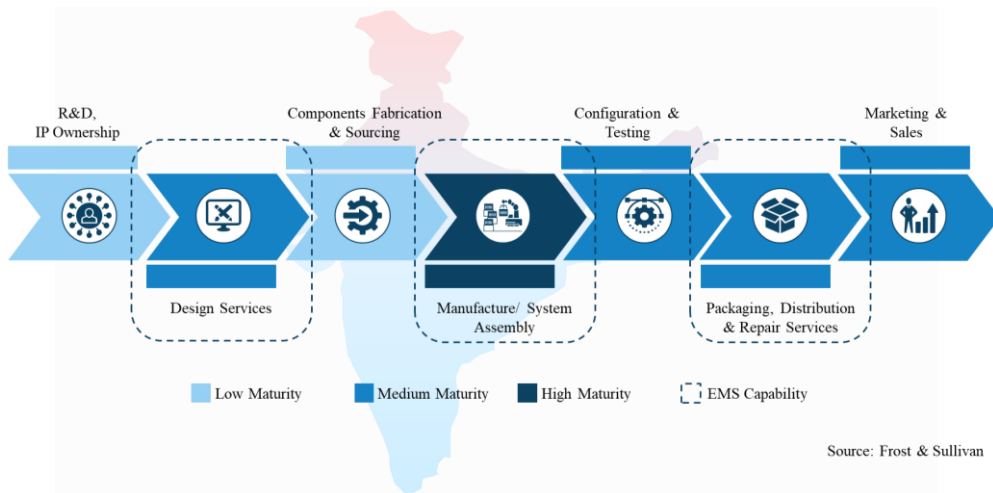 R&D,
IP Ownership
Components Fabrication
& Sourcing
Configuration &
Testing
Marketing &
Sales
Design Services
Manufacture/ System
Assembly
Packaging, Distribution
& Repair Services
Low Maturity
Medium Maturity
High Maturity
EMS Capability
Source: Frost & Sullivan